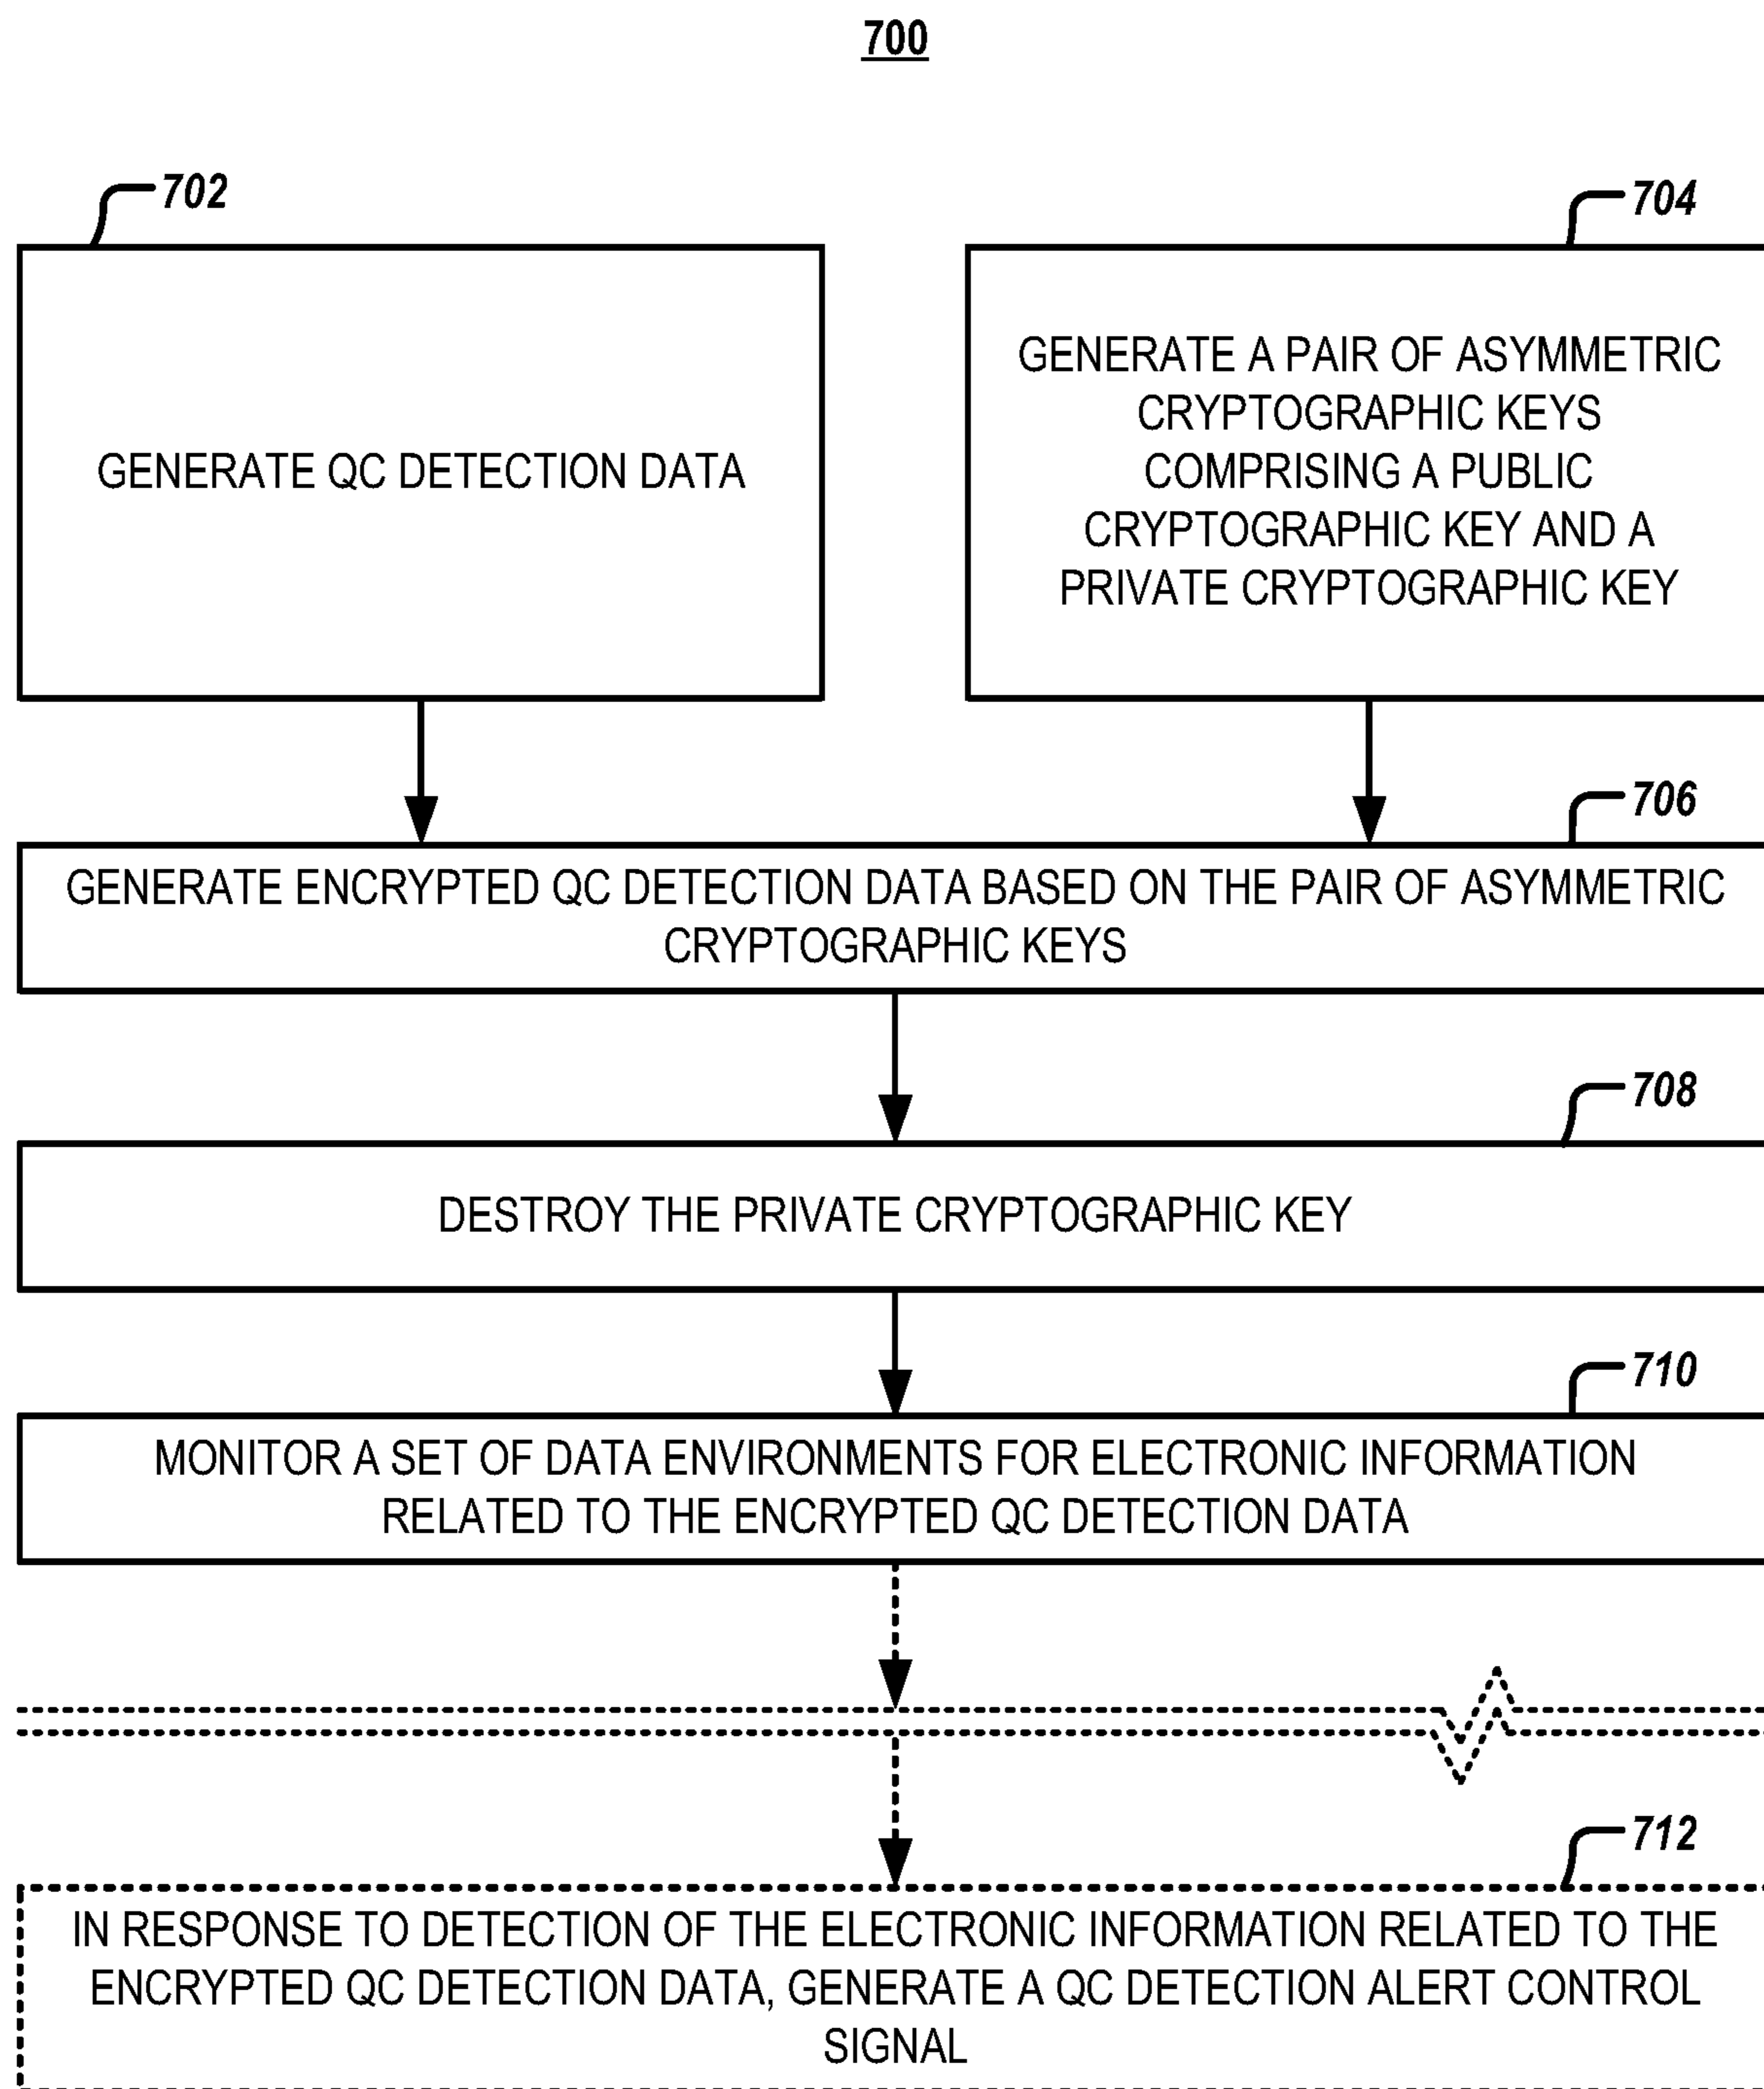 700
702
704
GENERATE QC DETECTION DATA
GENERATE A PAIR OF ASYMMETRIC
CRYPTOGRAPHIC KEYS
COMPRISING A PUBLIC
CRYPTOGRAPHIC KEY AND A
PRIVATE CRYPTOGRAPHIC KEY
706
GENERATE ENCRYPTED QC DETECTION DATA BASED ON THE PAIR OF ASYMMETRIC
CRYPTOGRAPHIC KEYS
708
DESTROY THE PRIVATE CRYPTOGRAPHIC KEY
710
MONITOR A SET OF DATA ENVIRONMENTS FOR ELECTRONIC INFORMATION
RELATED TO THE ENCRYPTED QC DETECTION DATA
712
IN RESPONSE TO DETECTION OF THE ELECTRONIC INFORMATION RELATED TO THE
ENCRYPTED QC DETECTION DATA, GENERATE A QC DETECTION ALERT CONTROL
SIGNAL